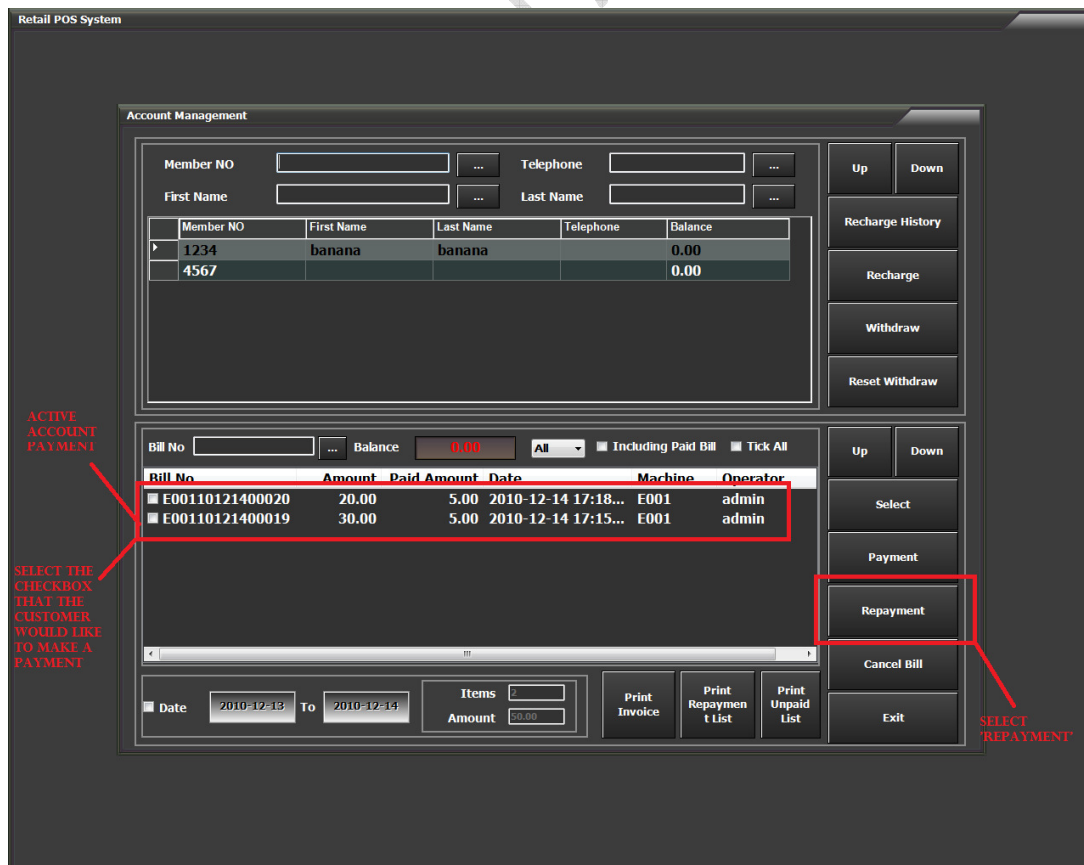 Retail POS System
Account Management
Member NO ... Telephone ...
First Name ... Last Name ...
Up Down
Member NO First Name Last Name Telephone Balance
1234 banana banana 0.00
4567 0.00
Recharge History
Recharge
Withdraw
Reset Withdraw
ACTIVE
ACCOUNT
PAYMENT
Bill No ... Balance 0.00 All Including Paid Bill Tick All
Up Down
Bill No Amount Paid Amount Date Machine Operator
E00110121400020 20.00 5.00 2010-12-14 17:18... E001 admin
E00110121400019 30.00 5.00 2010-12-14 17:15... E001 admin
Select
Payment
SELECT THE
CHECKBOX
THAT THE
CUSTOMER
WOULD LIKE
TO MAKE A
PAYMENT
Repayment
Cancel Bill
Date 2010-12-13 To 2010-12-14
Items 2
Amount 50.00
Print
Invoice
Print
Repaymen
t List
Print
Unpaid
List
Exit
SELECT
'REPAYMENT'